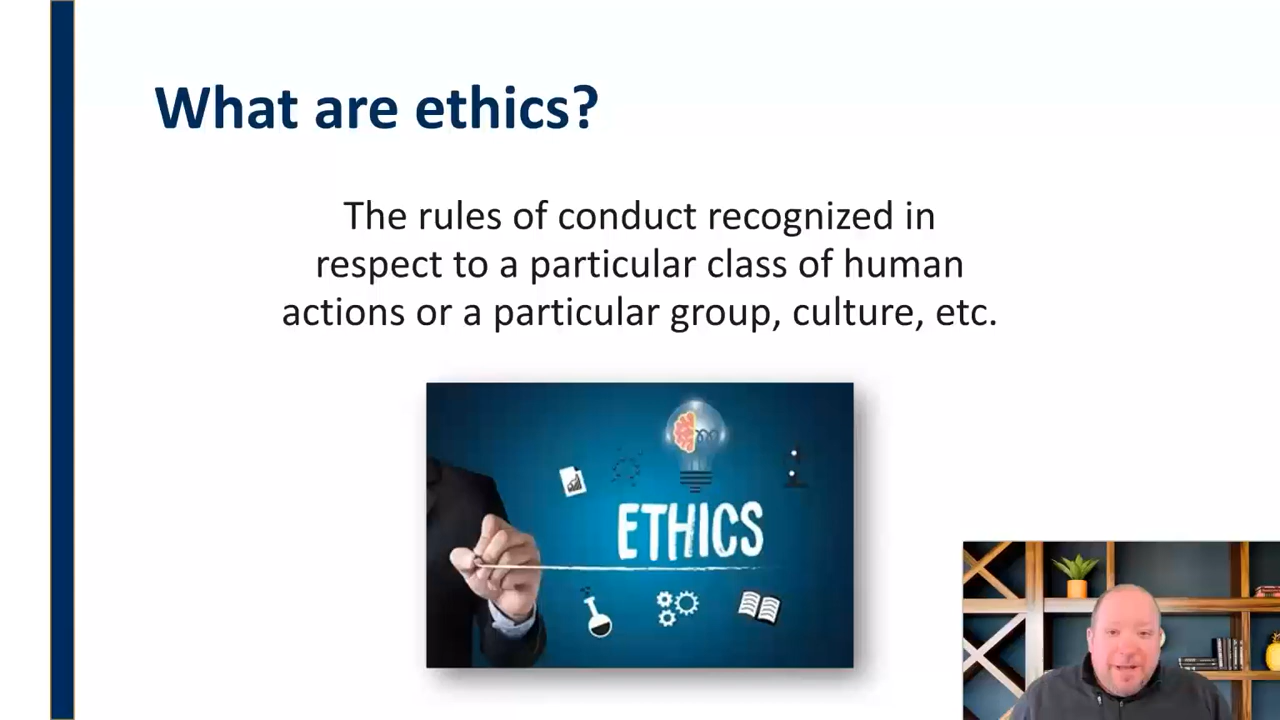 What are ethics?
The rules of conduct recognized in
respect to a particular class of human
actions or a particular group, culture, etc.
ETHICS